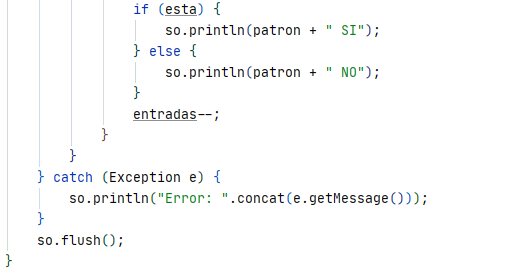 if (esta) {
so.println(patron + " SI");
} else {
so.println(patron + " NO");
}
entradas--;
}
}
} catch (Exception e) {
so.println("Error: ".concat(e.getMessage()));
}
so.flush();
}